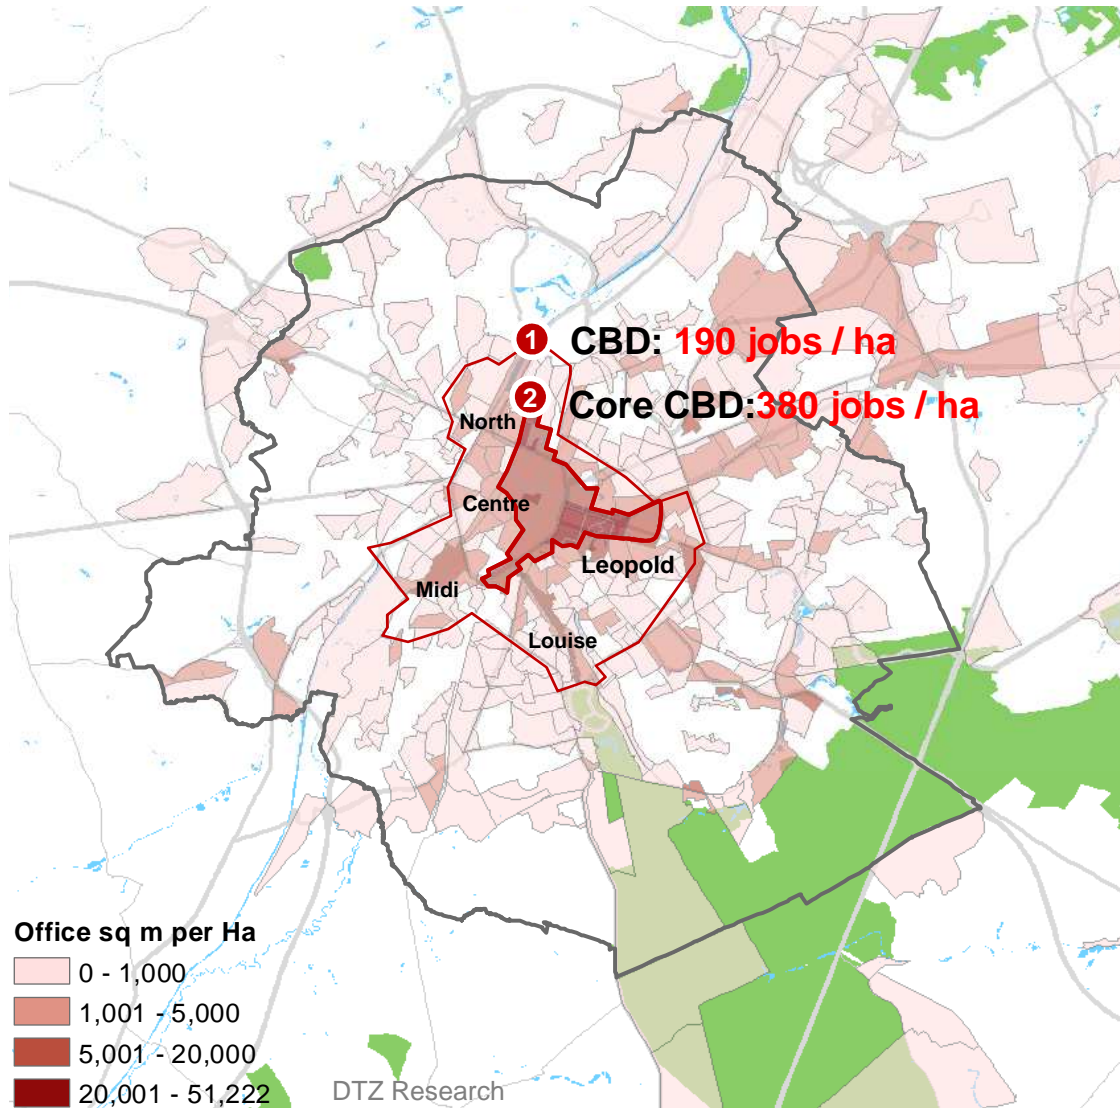 1 CBD: 190 jobs / ha
2 Core CBD:380 jobs / ha
North
Centre
Leopold
Midi
Louise
Office sq m per Ha
0 - 1,000
1,001 - 5,000
5,001 - 20,000
20,001 - 51,222
DTZ Research